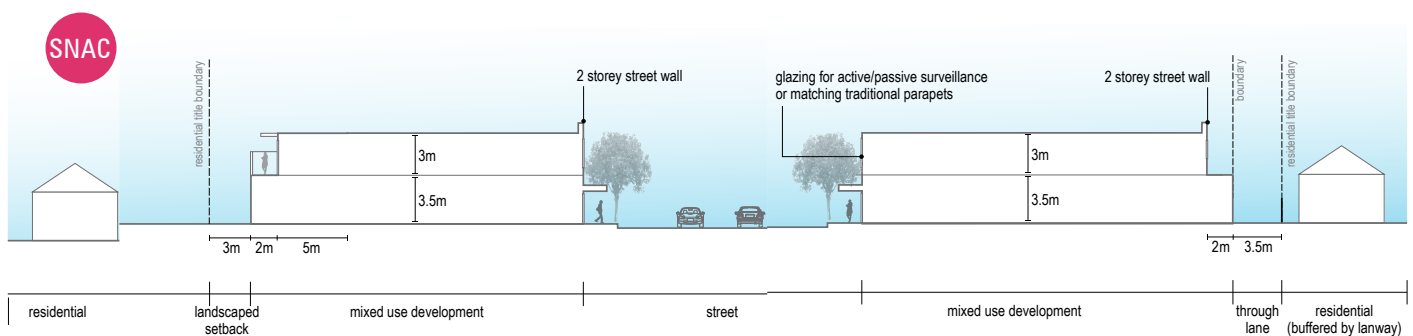 SNAC
residential title boundary
2 storey street wall
glazing for active/passive surveillance
or matching traditional parapets
2 storey street wall
boundary
residential title boundary
3m
3.5m
3m
3.5m
3m
2m
5m
2m
3.5m
residential
landscaped
setback
mixed use development
street
mixed use development
through
lane
residential
(buffered by lanway)